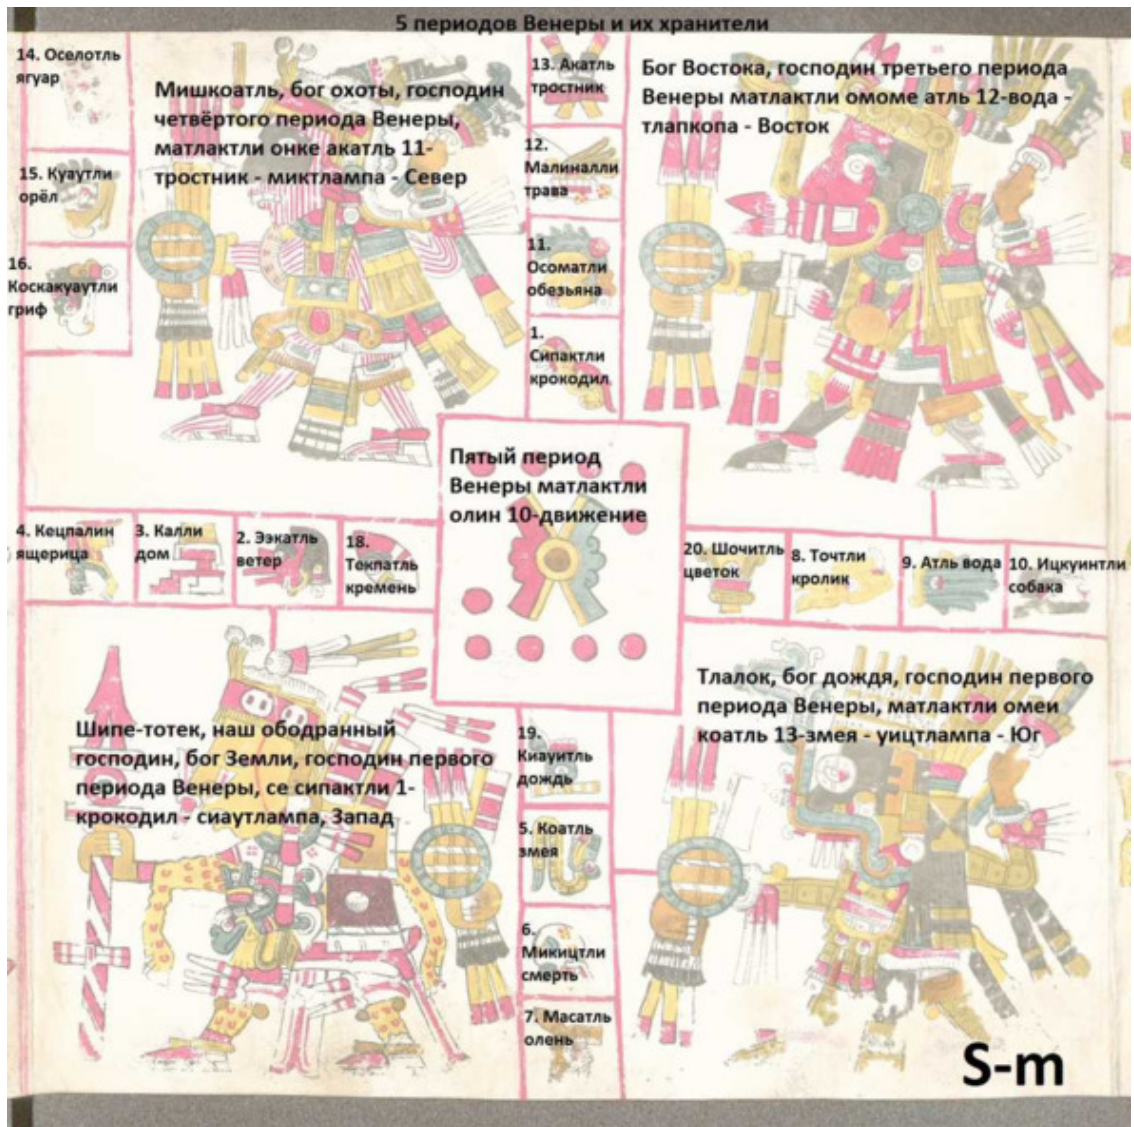 5 периодов Венеры и их хранители
14. Оселотль
ягуар
Мишкоатль, бог охоты, господин
четвёртого периода Венеры,
матлактли онке акатль 11-
тростник - миктлампа - Север
13. Акатль
тростник
Бог Востока, господин третьего периода
Венеры матлактли омоме атль 12-вода -
тлапкопа - Восток
15. Куаутли
орёл
12.
Малиналли
трава
16.
Коскакуаутли
гриф
11.
Осоматли
обезьяна
1.
Сипактли
крокодил
Пятый период
Венеры матлактли
олин 10-движение
4. Кецпалин
ящерица
3. Калли
дом
2. Ээкатль
ветер
18.
Текпатль
кремень
20. Шочитль
цветок
8. Точтли
кролик
9. Атль вода
10. Ицкуинтли
собака
Шипе-тотек, наш ободранный
господин, бог Земли, господин первого
периода Венеры, се сипактли 1-
крокодил - сиаутлампа, Запад
Тлалок, бог дождя, господин первого
периода Венеры, матлактли омеи
коатль 13-змея - уицтлампа - Юг
19.
Киауитль
дождь
5. Коатль
змея
6.
Микицтли
смерть
7. Масатль
олень
S-m